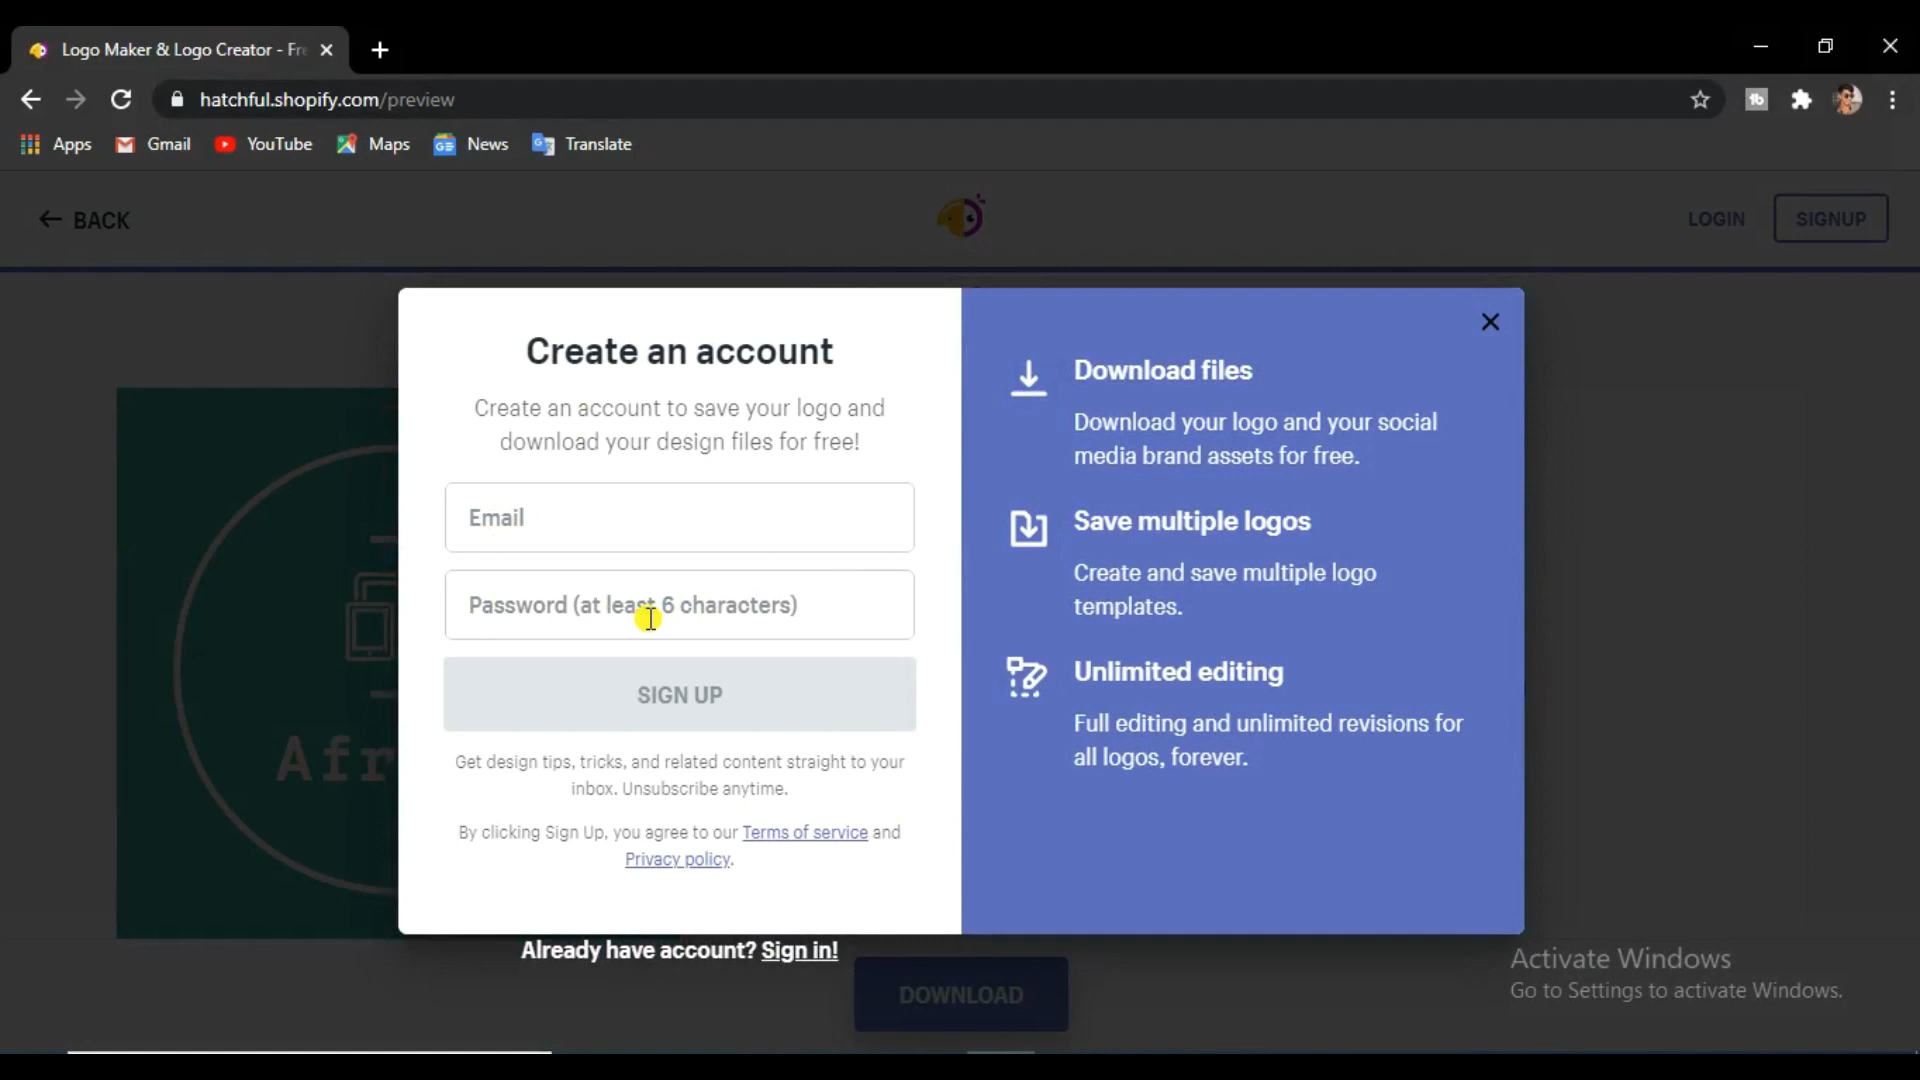 Logo Maker & Logo Creator - Fre
hatchful.shopify.com/preview
Apps
Gmail
YouTube
Maps
News
Translate
BACK
LOGIN
SIGNUP
Create an account
Create an account to save your logo and
download your design files for free!
Email
Password (at least 6 characters)
SIGN UP
Get design tips, tricks, and related content straight to your
inbox. Unsubscribe anytime.
By clicking Sign Up, you agree to our Terms of service and
Privacy policy.
Download files
Download your logo and your social
media brand assets for free.
Save multiple logos
Create and save multiple logo
templates.
Unlimited editing
Full editing and unlimited revisions for
all logos, forever.
Afr
Already have account? Sign in!
DOWNLOAD
Activate Windows
Go to Settings to activate Windows.